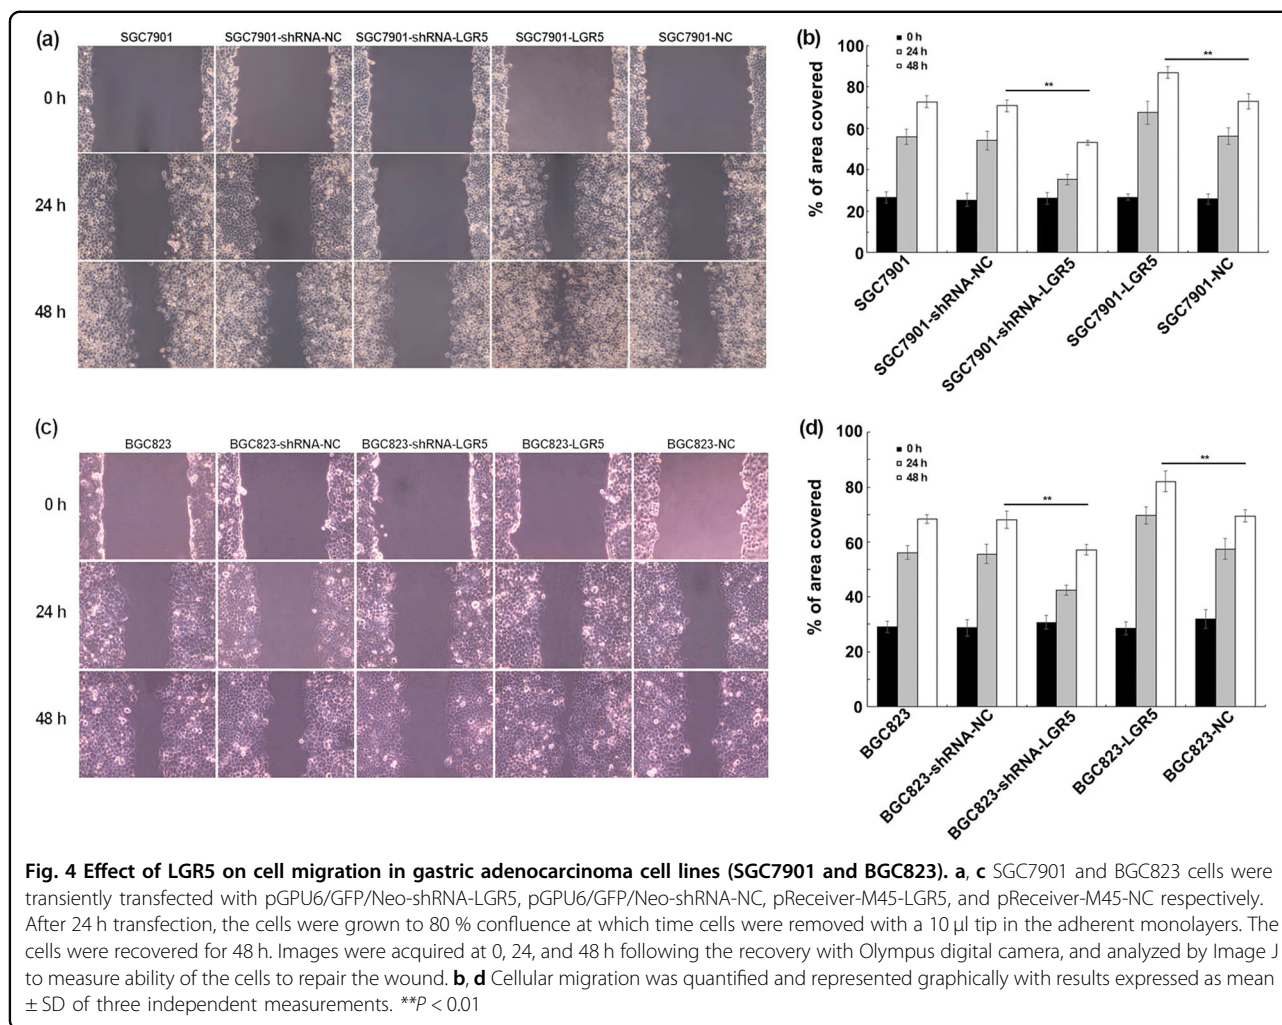 (a)
SGC7901 SGC7901-shRNA-NC SGC7901-shRNA-LGR5 SGC7901-LGR5 SGC7901-NC
0 h
24 h
48 h
(b)
0 h
24 h
48 h
**
**
% of area covered
100
80
60
40
20
0
SGC7901
SGC7901-shRNA-NC
SGC7901-shRNA-LGR5
SGC7901-LGR5
SGC7901-NC
(c)
BGC823 BGC823-shRNA-NC BGC823-shRNA-LGR5 BGC823-LGR5 BGC823-NC
0 h
24 h
48 h
(d)
0 h
24 h
48 h
**
**
% of area covered
100
80
60
40
20
0
BGC823
BGC823-shRNA-NC
BGC823-shRNA-LGR5
BGC823-LGR5
BGC823-NC
Fig. 4 Effect of LGR5 on cell migration in gastric adenocarcinoma cell lines (SGC7901 and BGC823). a, c SGC7901 and BGC823 cells were
transiently transfected with pGPU6/GFP/Neo-shRNA-LGR5, pGPU6/GFP/Neo-shRNA-NC, pReceiver-M45-LGR5, and pReceiver-M45-NC respectively.
After 24 h transfection, the cells were grown to 80 % confluence at which time cells were removed with a 10 µl tip in the adherent monolayers. The
cells were recovered for 48 h. Images were acquired at 0, 24, and 48 h following the recovery with Olympus digital camera, and analyzed by Image J
to measure ability of the cells to repair the wound. b, d Cellular migration was quantified and represented graphically with results expressed as mean
± SD of three independent measurements. **P < 0.01